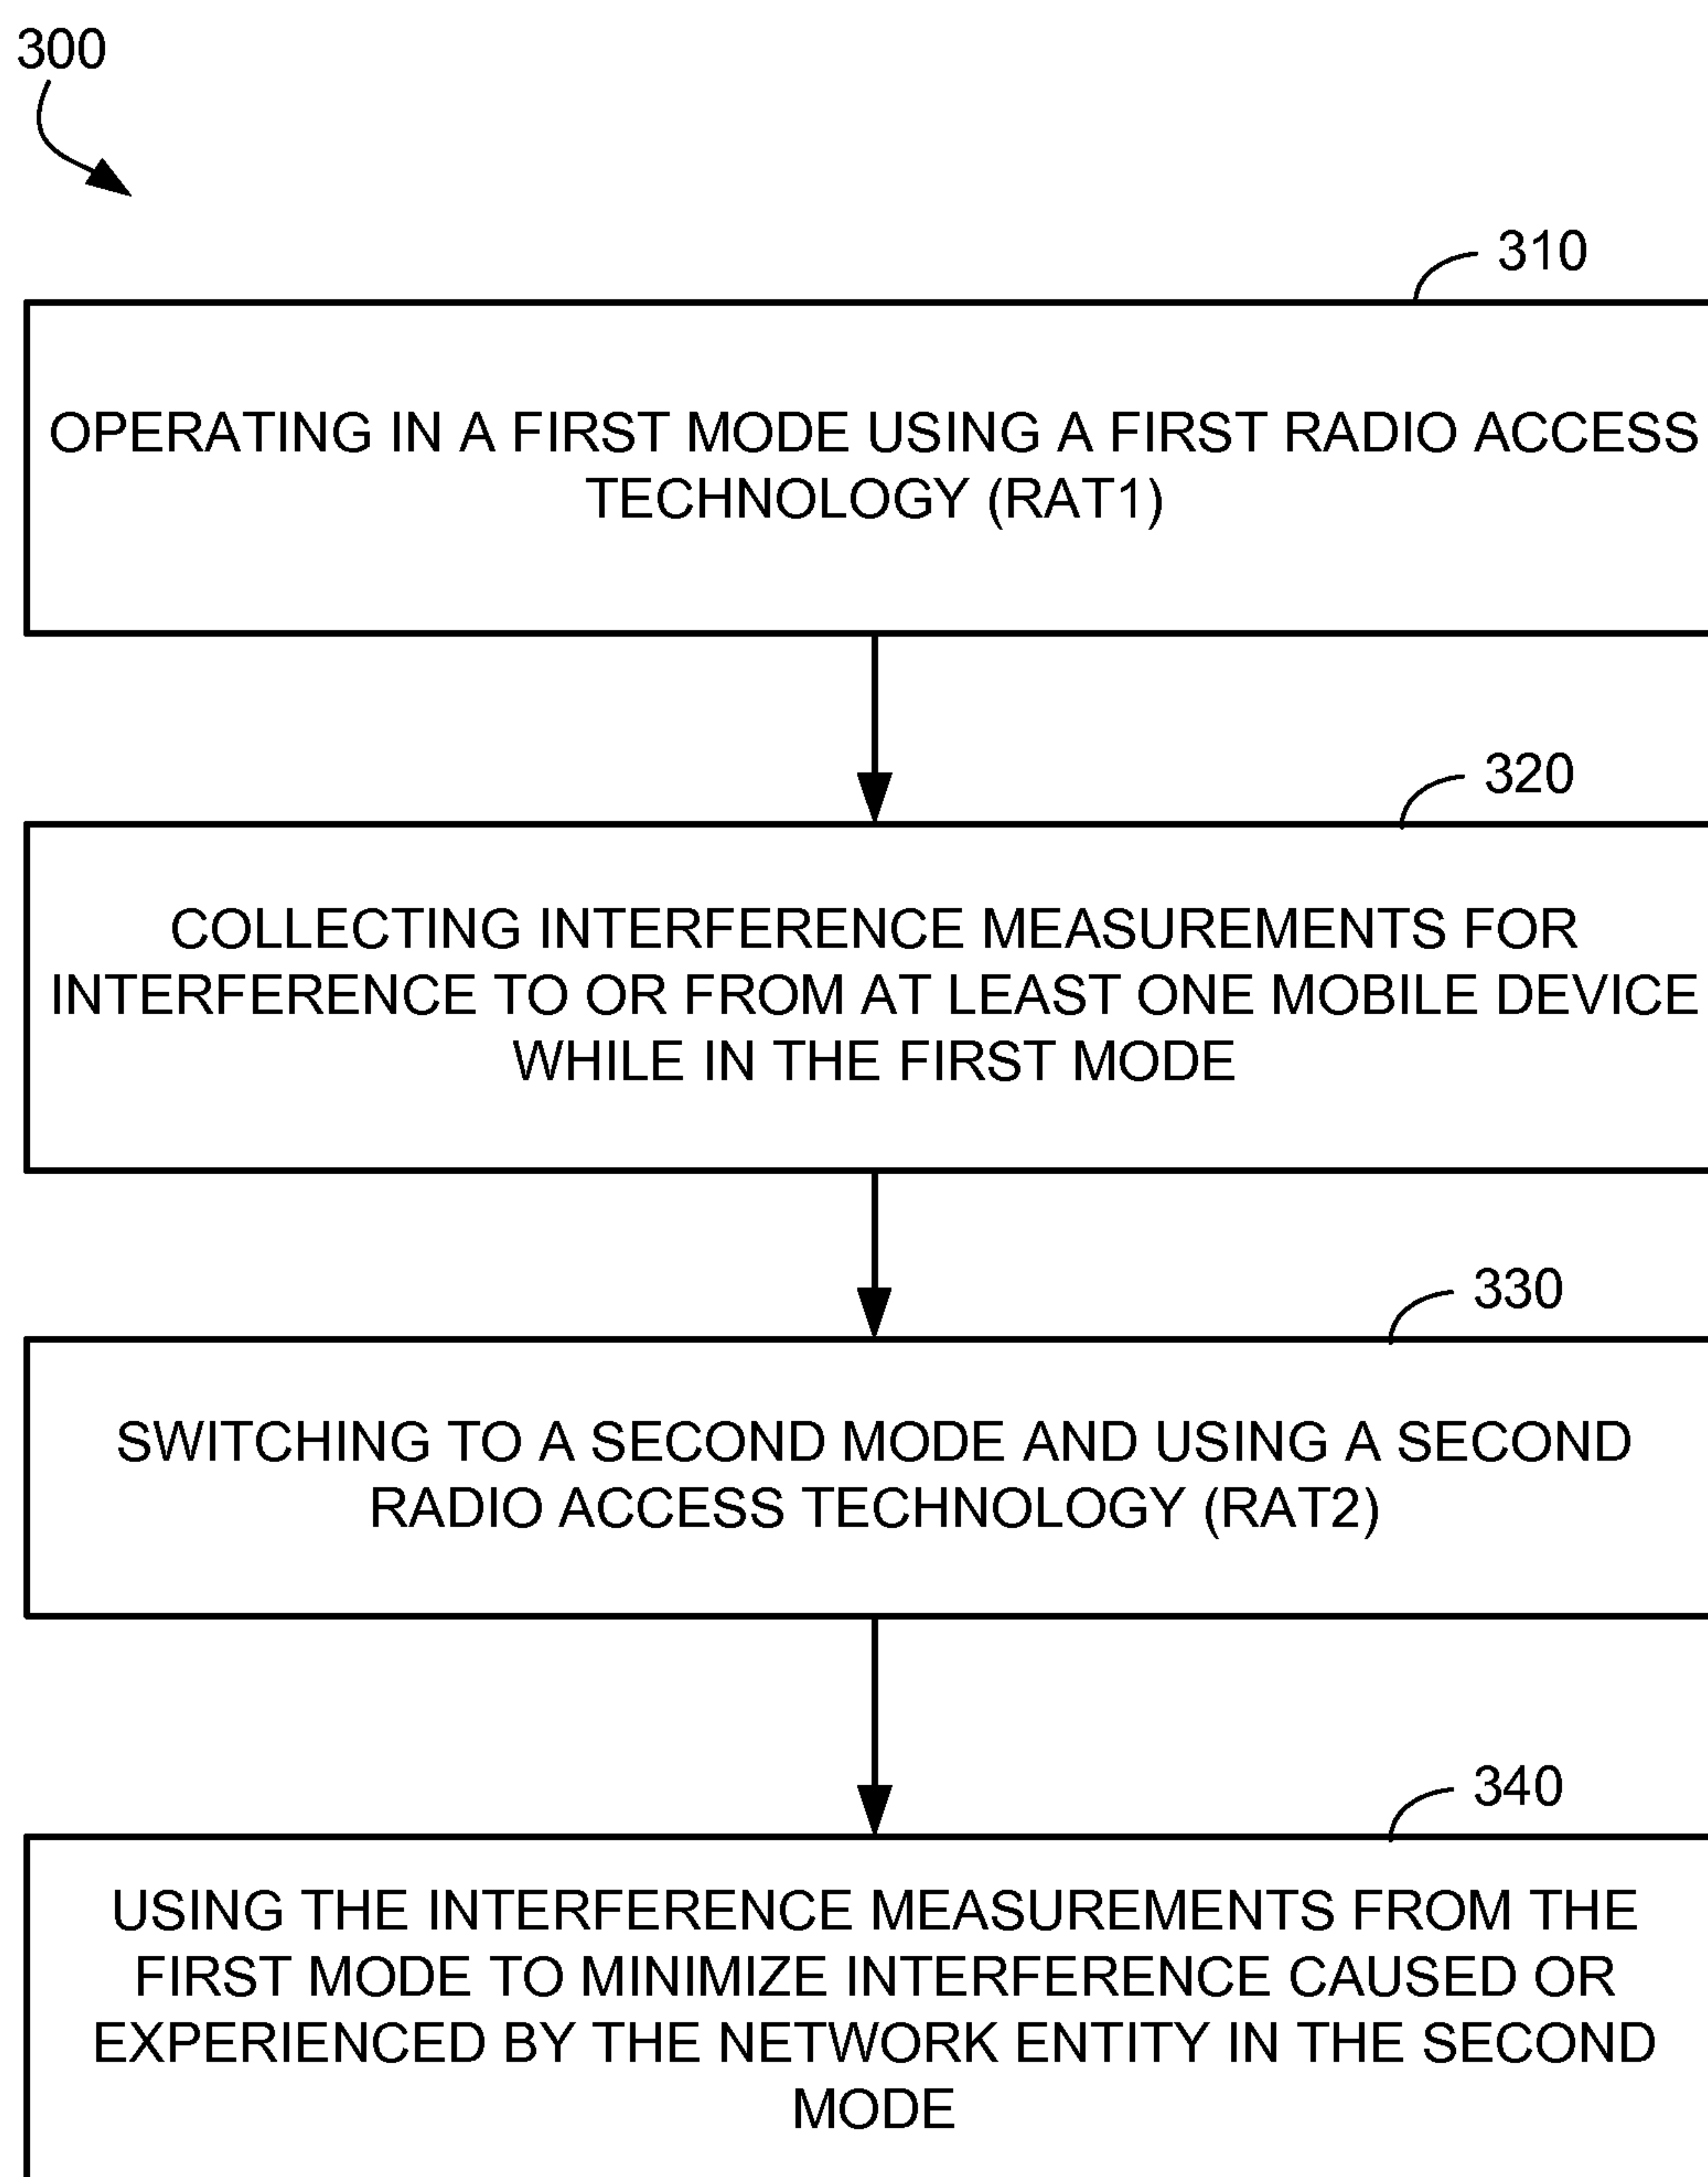 300
310
OPERATING IN A FIRST MODE USING A FIRST RADIO ACCESS
TECHNOLOGY (RAT1)
320
COLLECTING INTERFERENCE MEASUREMENTS FOR
INTERFERENCE TO OR FROM AT LEAST ONE MOBILE DEVICE
WHILE IN THE FIRST MODE
330
SWITCHING TO A SECOND MODE AND USING A SECOND
RADIO ACCESS TECHNOLOGY (RAT2)
340
USING THE INTERFERENCE MEASUREMENTS FROM THE
FIRST MODE TO MINIMIZE INTERFERENCE CAUSED OR
EXPERIENCED BY THE NETWORK ENTITY IN THE SECOND
MODE